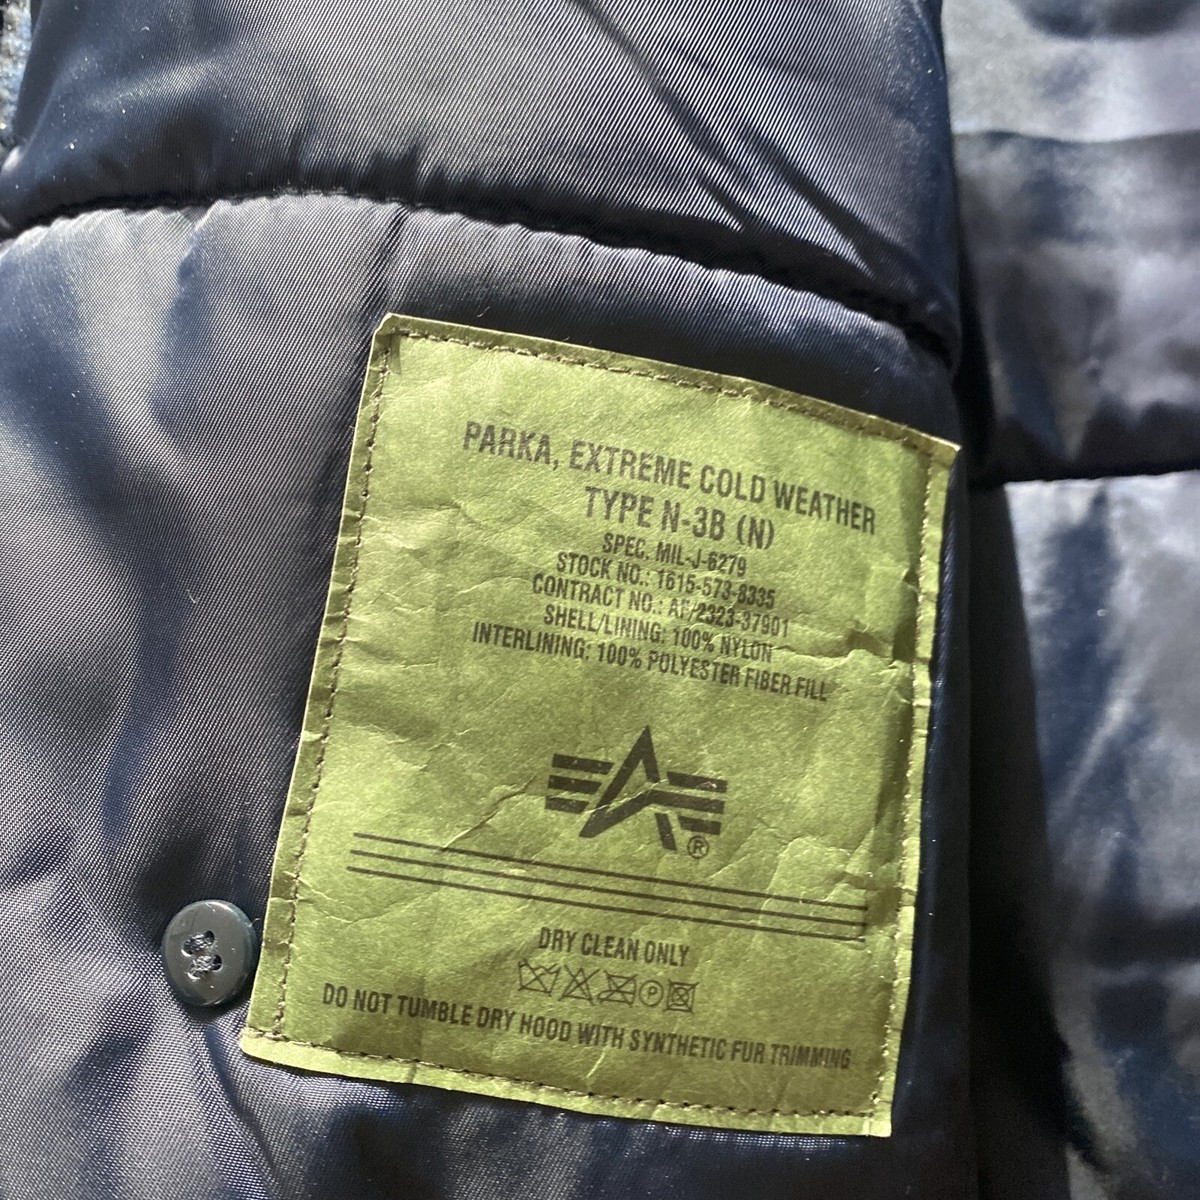 PARKA, EXTREME COLD WEATHER
TYPE N-3B (N)
SPEC. MIL-J-6279
STOCK NO.: 1615-573-8335
CONTRACT NO.: AF/2323-37901
SHELL/LINING: 100% NYLON
INTERLINING: 100% POLYESTER FIBER FILL
®
DRY CLEAN ONLY
P
DO NOT TUMBLE DRY HOOD WITH SYNTHETIC FUR TRIMMING